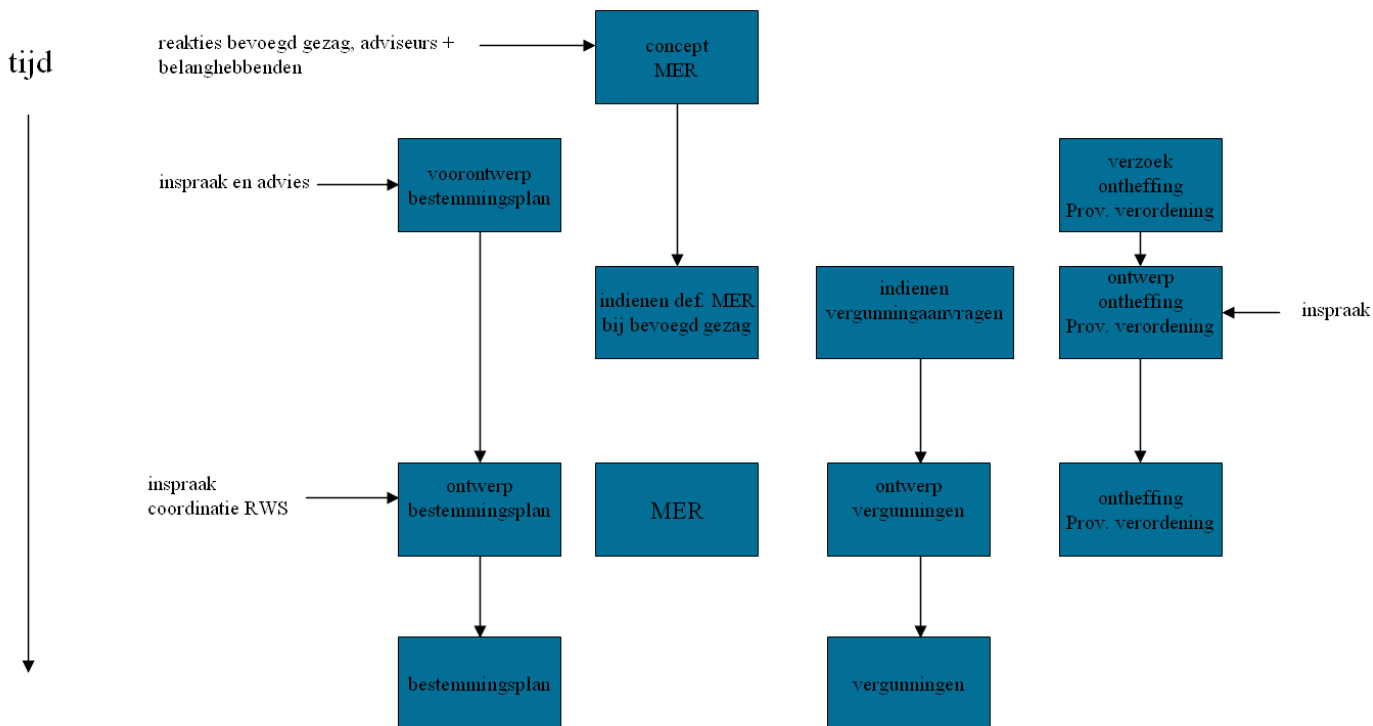 tijd
reakties bevoegd gezag, adviseurs +
belanghebbenden
concept
MER
inspraak en advies
voorontwerp
bestemmingsplan
verzoek
ontheffing
Prov. verordening
indienen def. MER
bij bevoegd gezag
indienen
vergunningaanvragen
ontwerp
ontheffing
Prov. verordening
inspraak
inspraak
coordinatie RWS
ontwerp
bestemmingsplan
MER
ontwerp
vergunningen
ontheffing
Prov. verordening
bestemmingsplan
vergunningen